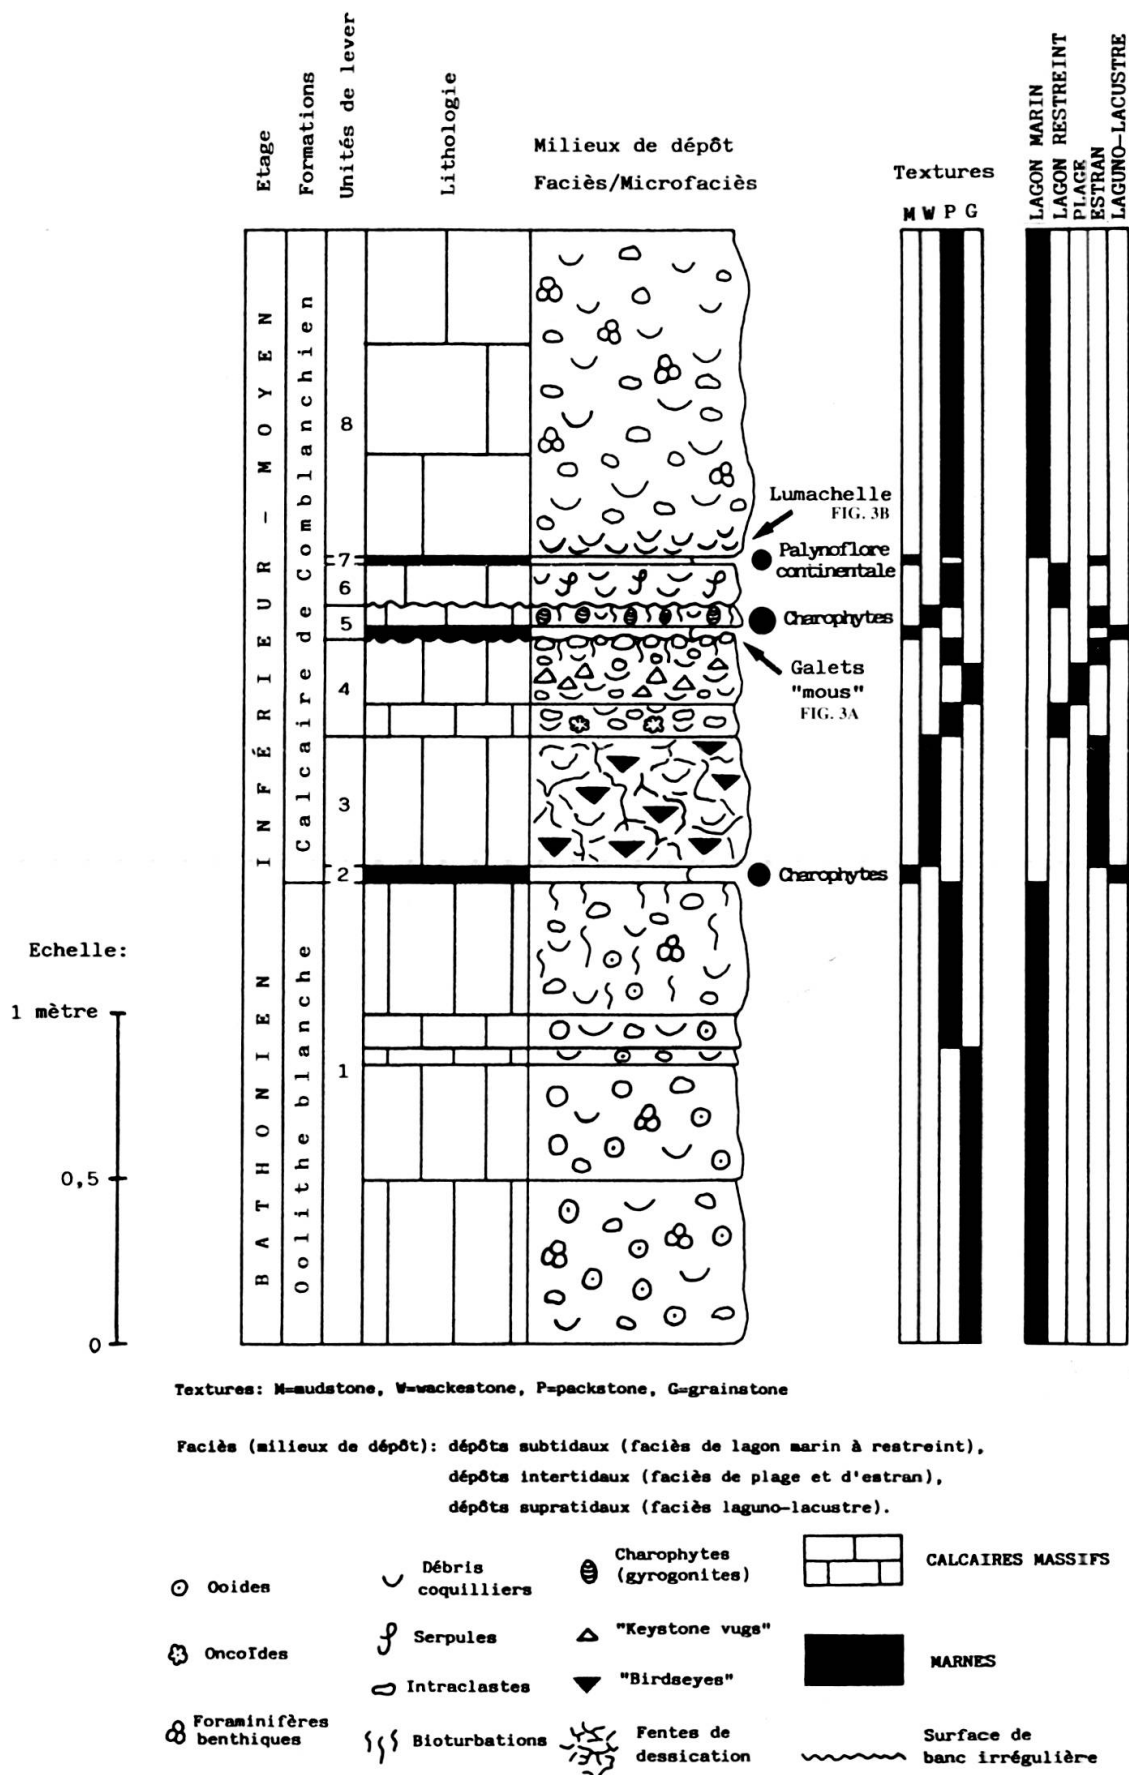 Etage
Formations
Unités de lever
Lithologie
Milieux de dépôt
Faciès/Microfaciès
Textures
M W P G
LAGON MARIN
LAGON RESTREINT
PLAGE
ESTRAN
LAGUNO-LACUSTRE
BATHONIEN INFÉRIEUR-MOYEN
Calcaire de Comblanchien
Oolithe blanche
8
7
6
5
4
3
2
1
Lumachelle
FIG. 3B
Palynoflore
continentale
Charophytes
Galets
"mous"
FIG. 3A
Charophytes
Echelle:
1 mètre
0,5
0
Textures: M=mudstone, W=wackestone, P=packstone, G=grainstone
Faciès (milieux de dépôt): dépôts subtidaux (faciès de lagon marin à restreint),
dépôts intertidaux (faciès de plage et d'estran),
dépôts supratidaux (faciès laguno-lacustre).
Ooides
Oncoïdes
Foraminifères
benthiques
Débris
coquilliers
Serpules
Intraclastes
Bioturbations
Charophytes
(gyrogonites)
"Keystone vugs"
"Birdseyes"
Fentes de
dessication
CALCAIRES MASSIFS
MARNES
Surface de
banc irrégulière